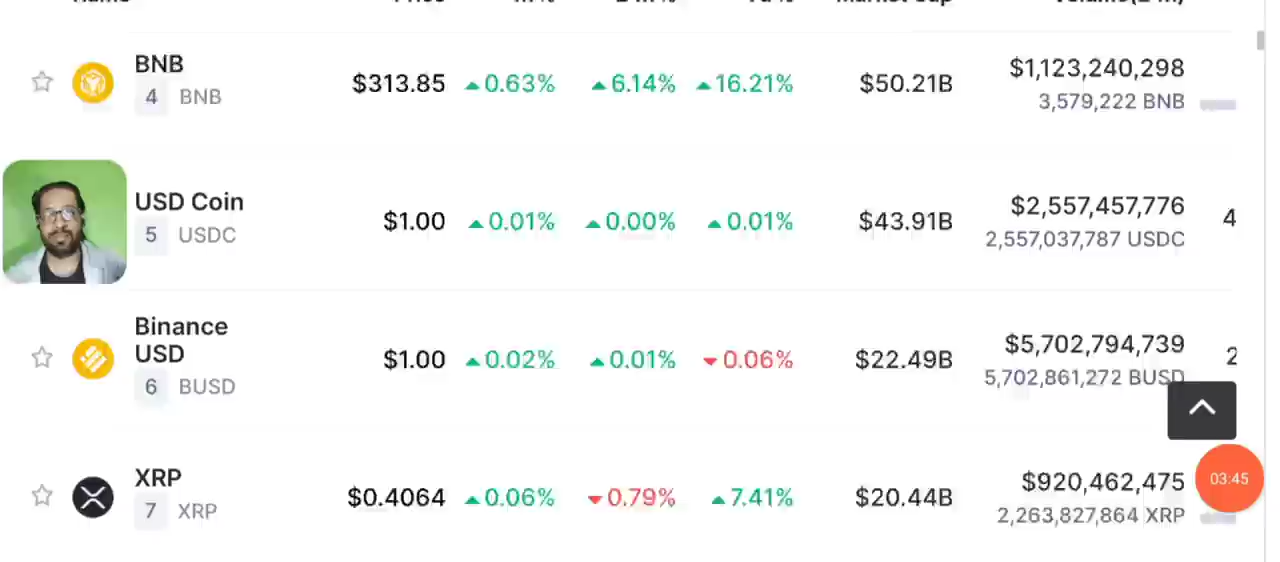 BNB
4 BNB
$313.85 0.63% 6.14% 16.21% $50.21B
$1,123,240,298
3,579,222 BNB
USD Coin
5 USDC
$1.00 0.01% 0.00% 0.01% $43.91B
$2,557,457,776
2,557,037,787 USDC
4
Binance
USD
6 BUSD
$1.00 0.02% 0.01% 0.06% $22.49B
$5,702,794,739
5,702,861,272 BUSD
2
XRP
7 XRP
$0.4064 0.06% 0.79% 7.41% $20.44B
$920,462,475
2,263,827,864 XRP
03:45